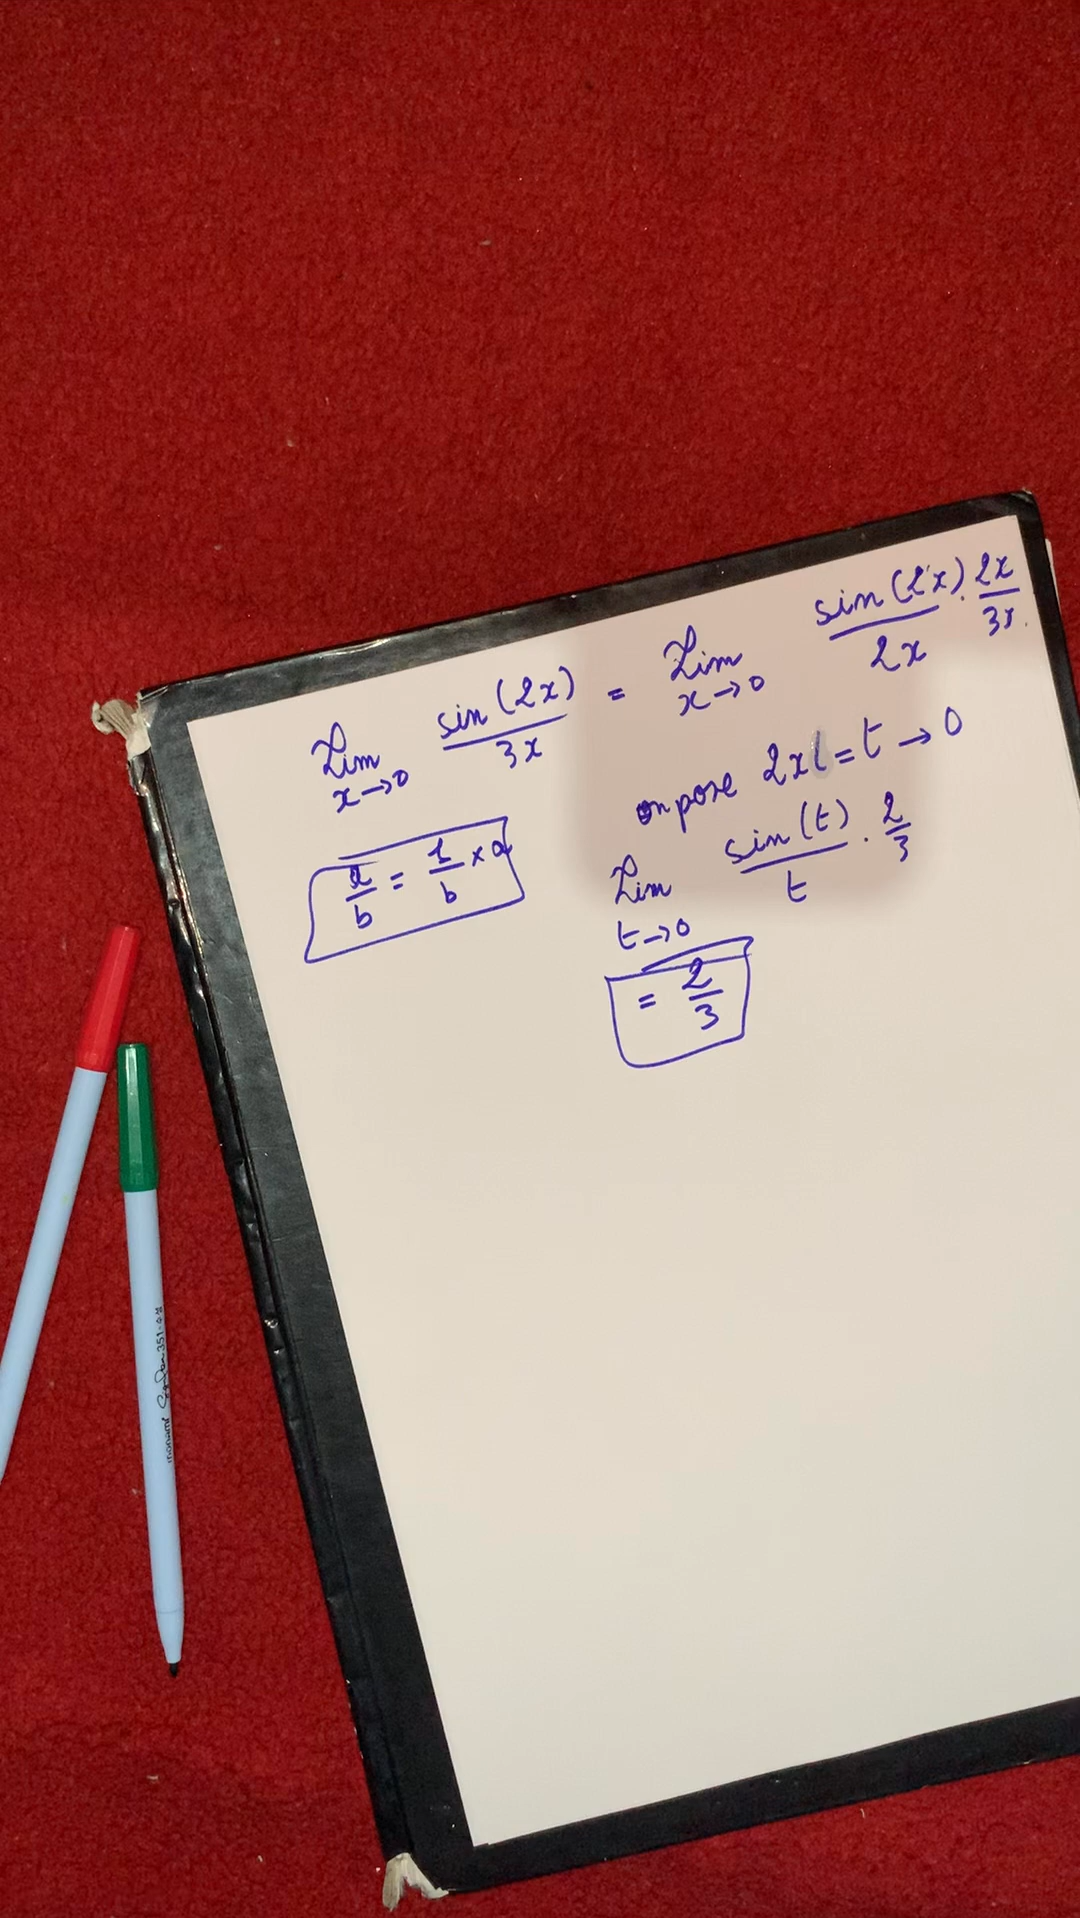 Lim x→0 sin(2x)/3x = Lim x→0 sin(2x)/2x . 2x/3x.
on pose 2x = t → 0
a/b = 1/b × a
Lim t→0 sin(t)/t . 2/3
= 2/3